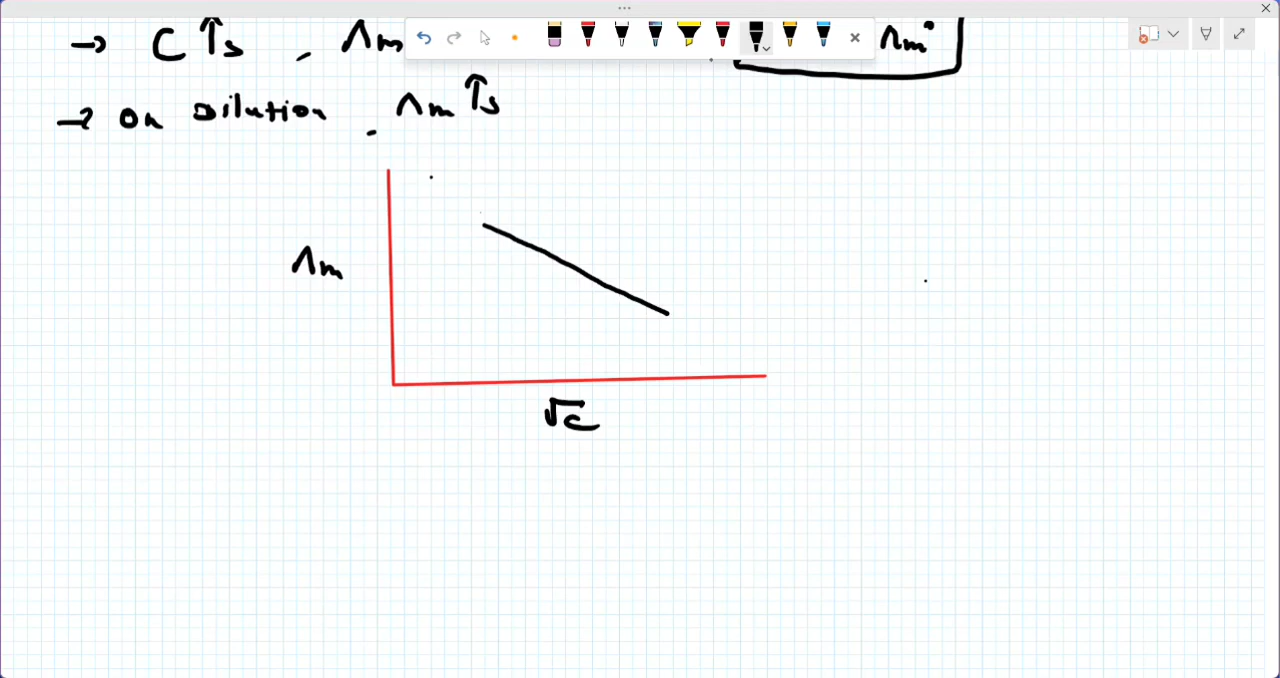 → C ↑s , Λm
Λm°
→ on Dilution , Λm ↑s
Λm
√c